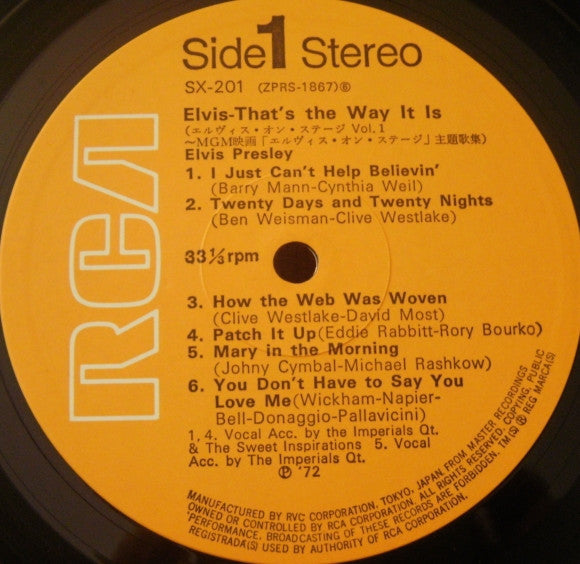 RCA
Side 1 Stereo
SX-201 (ZPRS-1867)Ⓑ
Elvis-That's the Way It Is
(エルヴィス・オン・ステージ Vol.1
～MGM映画「エルヴィス・オン・ステージ」主題歌集)
Elvis Presley
1. I Just Can't Help Believin'
(Barry Mann-Cynthia Weil)
2. Twenty Days and Twenty Nights
(Ben Weisman-Clive Westlake)
33⅓rpm
3. How the Web Was Woven
(Clive Westlake-David Most)
4. Patch It Up(Eddie Rabbitt-Rory Bourko)
5. Mary in the Morning
(Johny Cymbal-Michael Rashkow)
6. You Don't Have to Say You
Love Me(Wickham-Napier-
Bell-Donaggio-Pallavicini)
1, 4. Vocal Acc. by the Imperials Qt.
& The Sweet Inspirations 5. Vocal
Acc. by The Imperials Qt.
Ⓟ '72
MANUFACTURED BY RVC CORPORATION, TOKYO, JAPAN, FROM MASTER RECORDINGS
OWNED OR CONTROLLED BY RCA CORPORATION. ALL RIGHTS RESERVED, COPYING, PUBLIC
PERFORMANCE, BROADCASTING OF THESE RECORDS ARE FORBIDDEN. TM(S) ® REG MARCA(S)
REGISTRADA(S) USED BY AUTHORITY OF RCA CORPORATION.